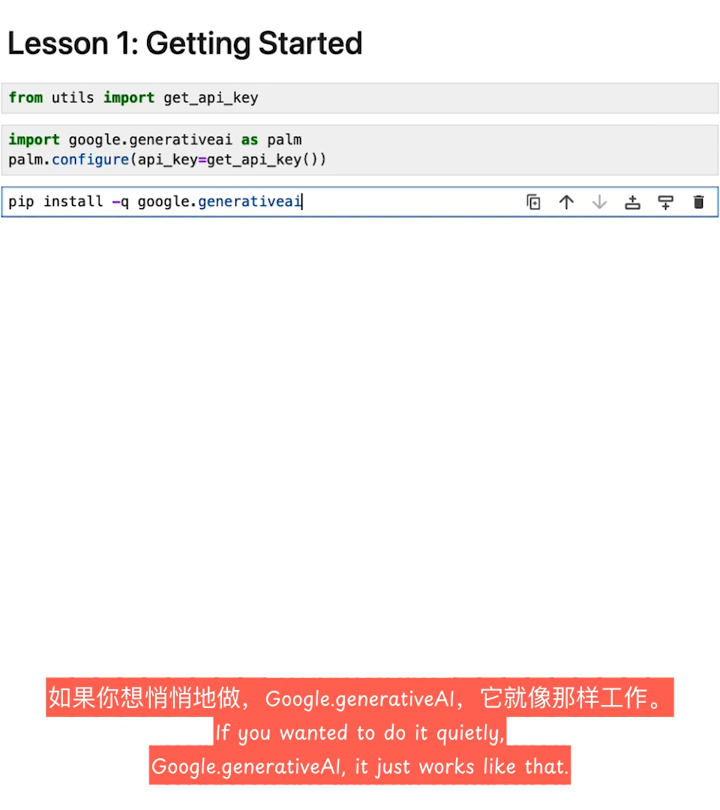 Lesson 1: Getting Started
from utils import get_api_key
import google.generativeai as palm
palm.configure(api_key=get_api_key())
pip install -q google.generativeai
如果你想悄悄地做，Google.generativeAI，它就像那样工作。
If you wanted to do it quietly,
Google.generativeAI, it just works like that.